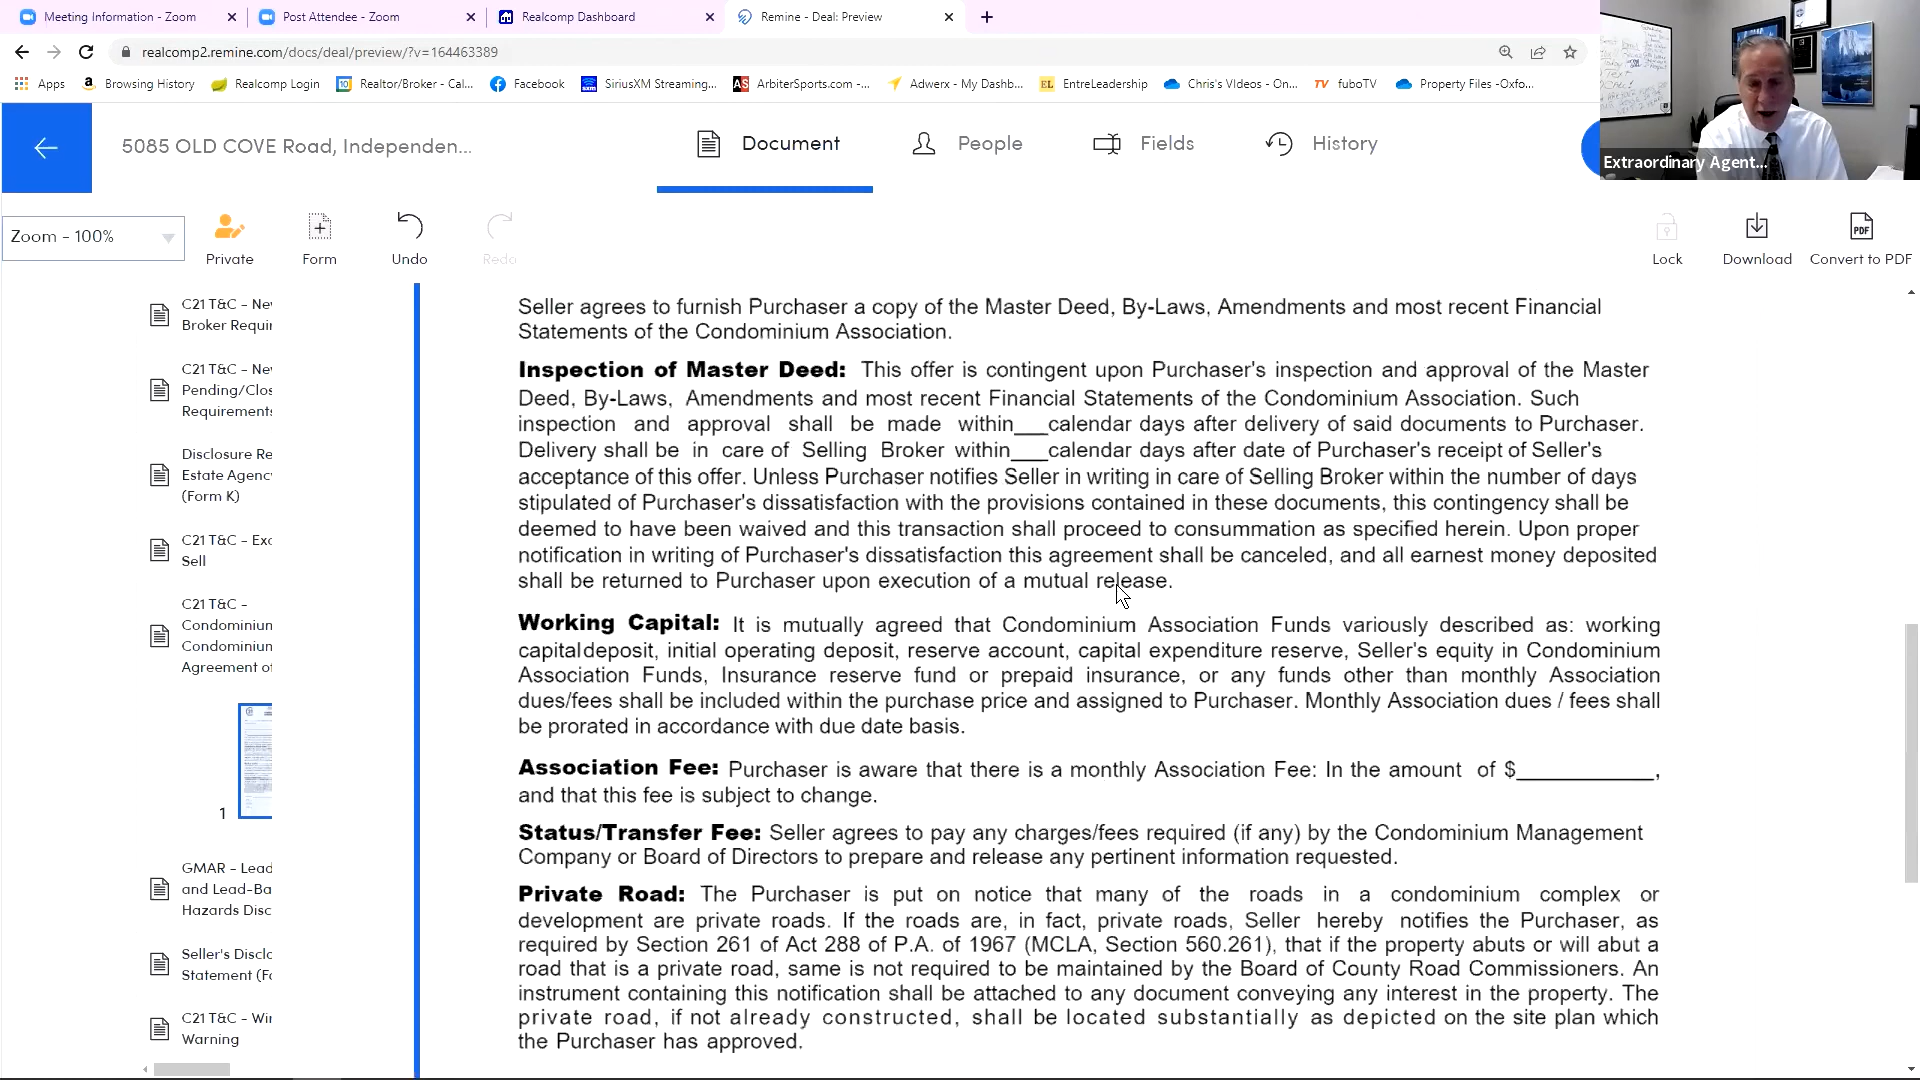 Meeting Information - Zoom
Post Attendee - Zoom
Realcomp Dashboard
Remine - Deal: Preview
realcomp2.remine.com/docs/deal/preview/?v=164463389
Apps
Browsing History
Realcomp Login
Realtor/Broker - Cal...
Facebook
SiriusXM Streaming...
ArbiterSports.com -...
Adwerx - My Dashb...
EntreLeadership
Chris's VIdeos - On...
fuboTV
Property Files -Oxfo...
Extraordinary Agent...
5085 OLD COVE Road, Independen...
Document
People
Fields
History
Zoom - 100%
Private
Form
Undo
Redo
Lock
Download
Convert to PDF
C21 T&C - Nev
Broker Requir
C21 T&C - Nev
Pending/Clos
Requirements
Disclosure Re
Estate Agency
(Form K)
C21 T&C - Exc
Sell
C21 T&C -
Condominium
Condominium
Agreement of
1
GMAR - Lead
and Lead-Ba
Hazards Disc
Seller's Disclo
Statement (Fo
C21 T&C - Wir
Warning
Seller agrees to furnish Purchaser a copy of the Master Deed, By-Laws, Amendments and most recent Financial
Statements of the Condominium Association.
Inspection of Master Deed: This offer is contingent upon Purchaser's inspection and approval of the Master
Deed, By-Laws, Amendments and most recent Financial Statements of the Condominium Association. Such
inspection and approval shall be made within___calendar days after delivery of said documents to Purchaser.
Delivery shall be in care of Selling Broker within___calendar days after date of Purchaser's receipt of Seller's
acceptance of this offer. Unless Purchaser notifies Seller in writing in care of Selling Broker within the number of days
stipulated of Purchaser's dissatisfaction with the provisions contained in these documents, this contingency shall be
deemed to have been waived and this transaction shall proceed to consummation as specified herein. Upon proper
notification in writing of Purchaser's dissatisfaction this agreement shall be canceled, and all earnest money deposited
shall be returned to Purchaser upon execution of a mutual release.
Working Capital: It is mutually agreed that Condominium Association Funds variously described as: working
capital deposit, initial operating deposit, reserve account, capital expenditure reserve, Seller's equity in Condominium
Association Funds, Insurance reserve fund or prepaid insurance, or any funds other than monthly Association
dues/fees shall be included within the purchase price and assigned to Purchaser. Monthly Association dues / fees shall
be prorated in accordance with due date basis.
Association Fee: Purchaser is aware that there is a monthly Association Fee: In the amount of $___________,
and that this fee is subject to change.
Status/Transfer Fee: Seller agrees to pay any charges/fees required (if any) by the Condominium Management
Company or Board of Directors to prepare and release any pertinent information requested.
Private Road: The Purchaser is put on notice that many of the roads in a condominium complex or
development are private roads. If the roads are, in fact, private roads, Seller hereby notifies the Purchaser, as
required by Section 261 of Act 288 of P.A. of 1967 (MCLA, Section 560.261), that if the property abuts or will abut a
road that is a private road, same is not required to be maintained by the Board of County Road Commissioners. An
instrument containing this notification shall be attached to any document conveying any interest in the property. The
private road, if not already constructed, shall be located substantially as depicted on the site plan which
the Purchaser has approved.